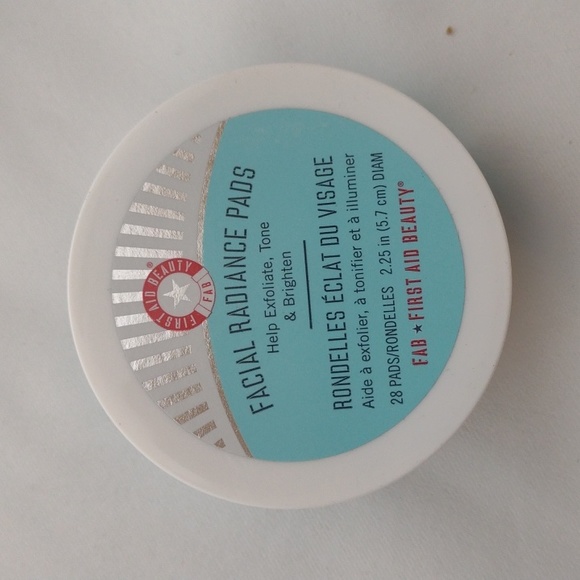 FIRST AID BEAUTY®
FAB
FACIAL RADIANCE PADS
Help Exfoliate, Tone
& Brighten
RONDELLES ÉCLAT DU VISAGE
Aide à exfolier, à tonifier et à illuminer
28 PADS/RONDELLES 2.25 in (5.7 cm) DIAM
FAB ★ FIRST AID BEAUTY®